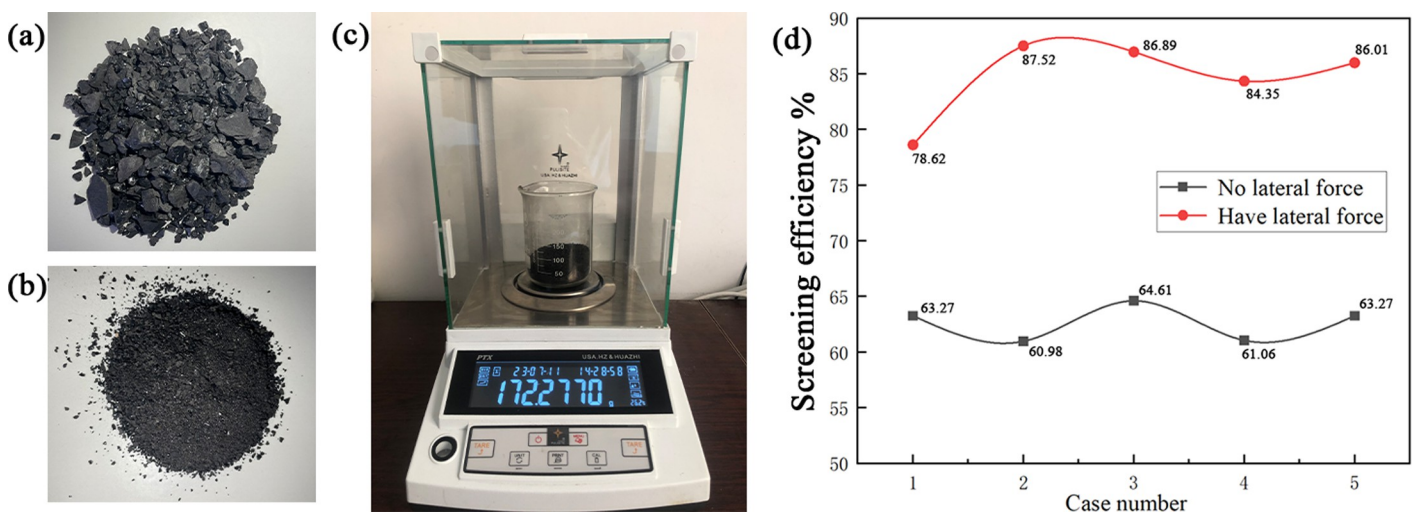 (a)
(b)
(c)
PULISITE
USA.HZ & HUAZHI
150
100
50
PTX
USA.HZ & HUAZHI
23-07-11 14-28-58
172.2770 g
TARE
UNIT
PRINT
CAL
TARE
(d)
Screening efficiency %
90
85
80
75
70
65
60
55
50
78.62
87.52
86.89
84.35
86.01
No lateral force
Have lateral force
63.27
60.98
64.61
61.06
63.27
1 2 3 4 5
Case number